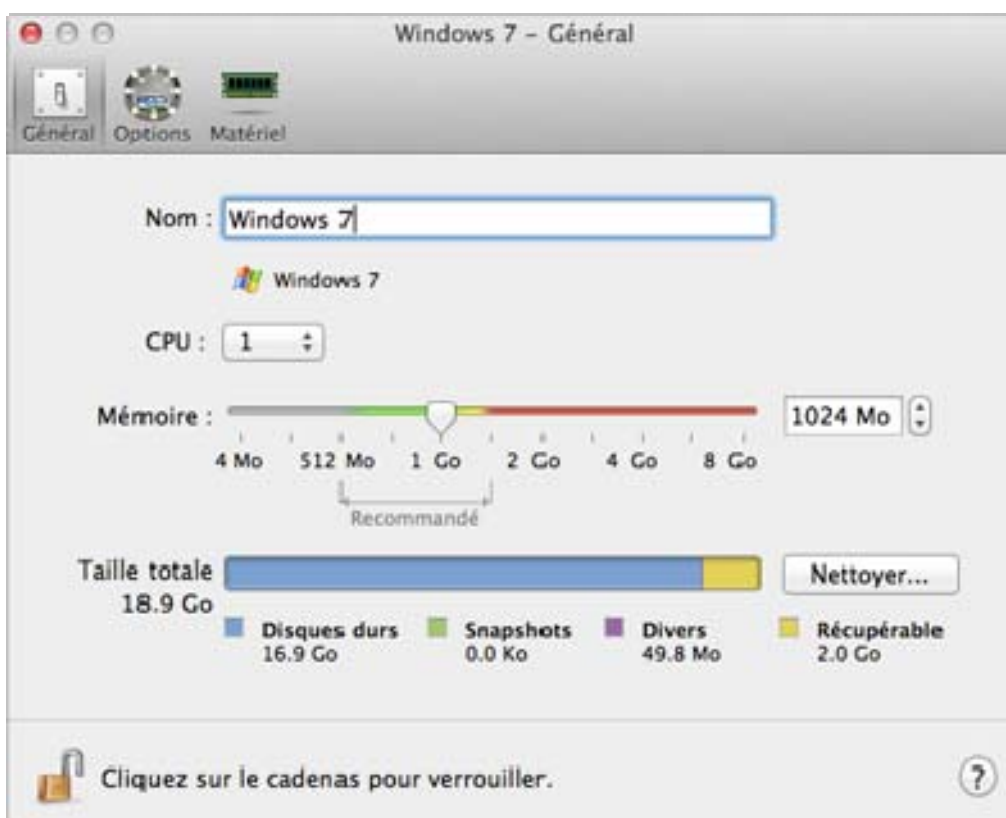 Windows 7 – Général
Général Options Matériel
Nom : Windows 7
Windows 7
CPU : 1
Mémoire : 1024 Mo
4 Mo 512 Mo 1 Go 2 Go 4 Go 8 Go
Recommandé
Taille totale Nettoyer...
18.9 Go
Disques durs Snapshots Divers Récupérable
16.9 Go 0.0 Ko 49.8 Mo 2.0 Go
Cliquez sur le cadenas pour verrouiller. ?